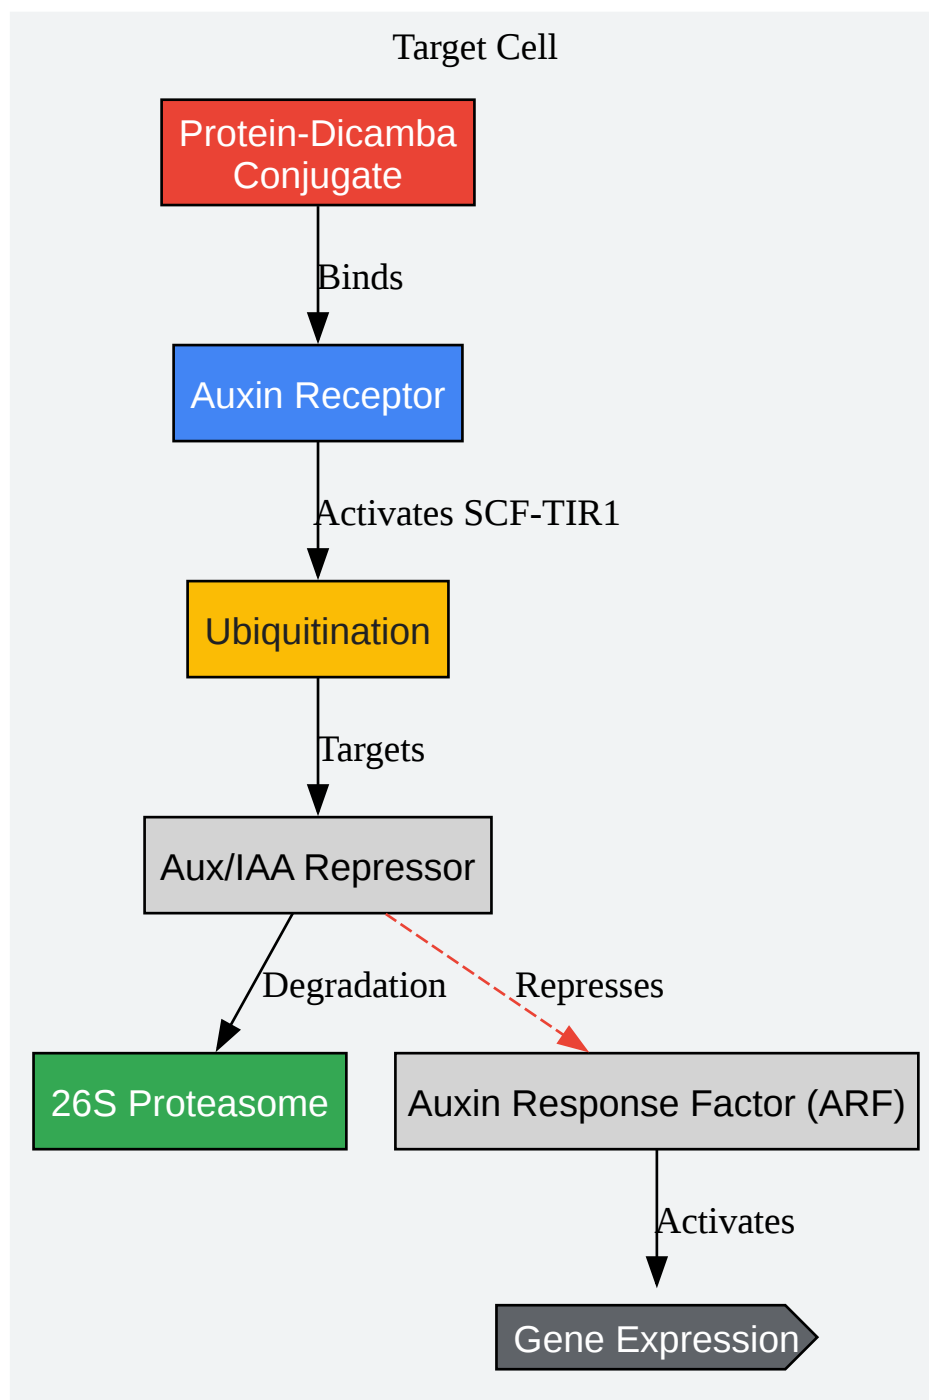 Target Cell
Protein-Dicamba
Conjugate
Binds
Auxin Receptor
Activates SCF-TIR1
Ubiquitination
Targets
Aux/IAA Repressor
Degradation
Represses
26S Proteasome
Auxin Response Factor (ARF)
Activates
Gene Expression